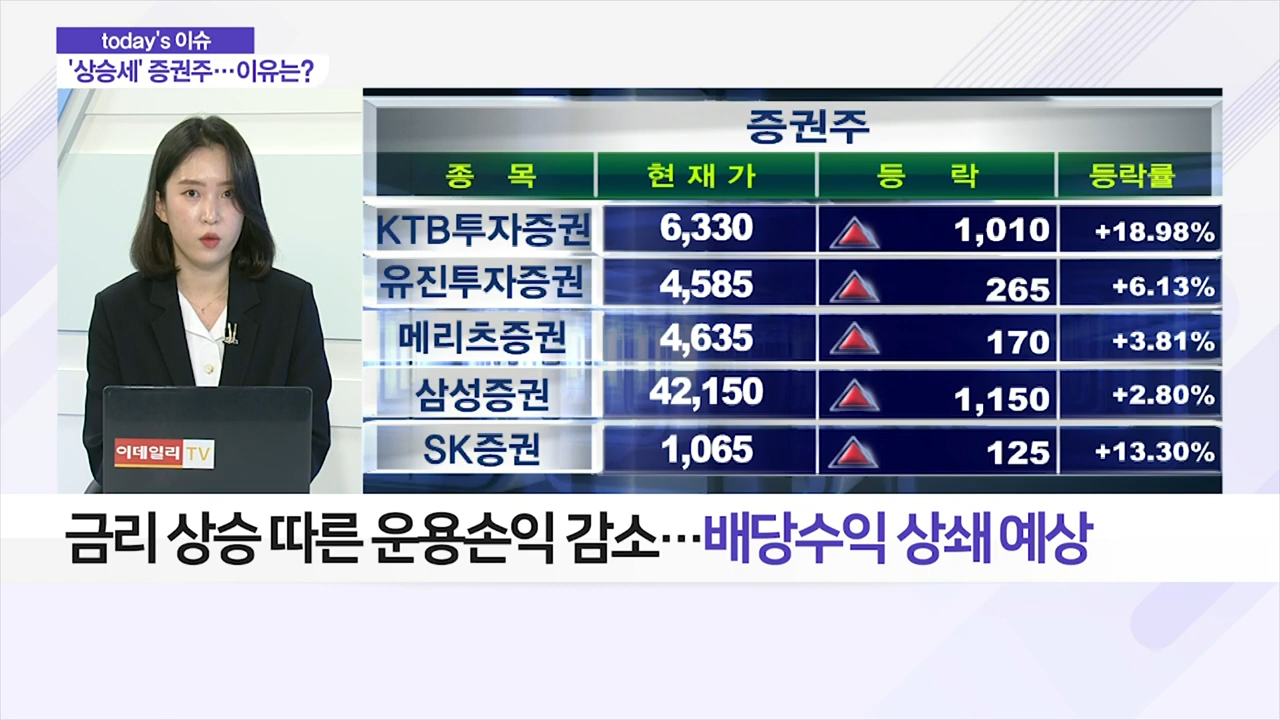 today's 이슈
'상승세' 증권주…이유는?
증권주
종 목 현 재 가 등 락 등락률
KTB투자증권 6,330 ▲ 1,010 +18.98%
유진투자증권 4,585 ▲ 265 +6.13%
메리츠증권 4,635 ▲ 170 +3.81%
삼성증권 42,150 ▲ 1,150 +2.80%
SK증권 1,065 ▲ 125 +13.30%
이데일리 TV
금리 상승 따른 운용손익 감소…배당수익 상쇄 예상